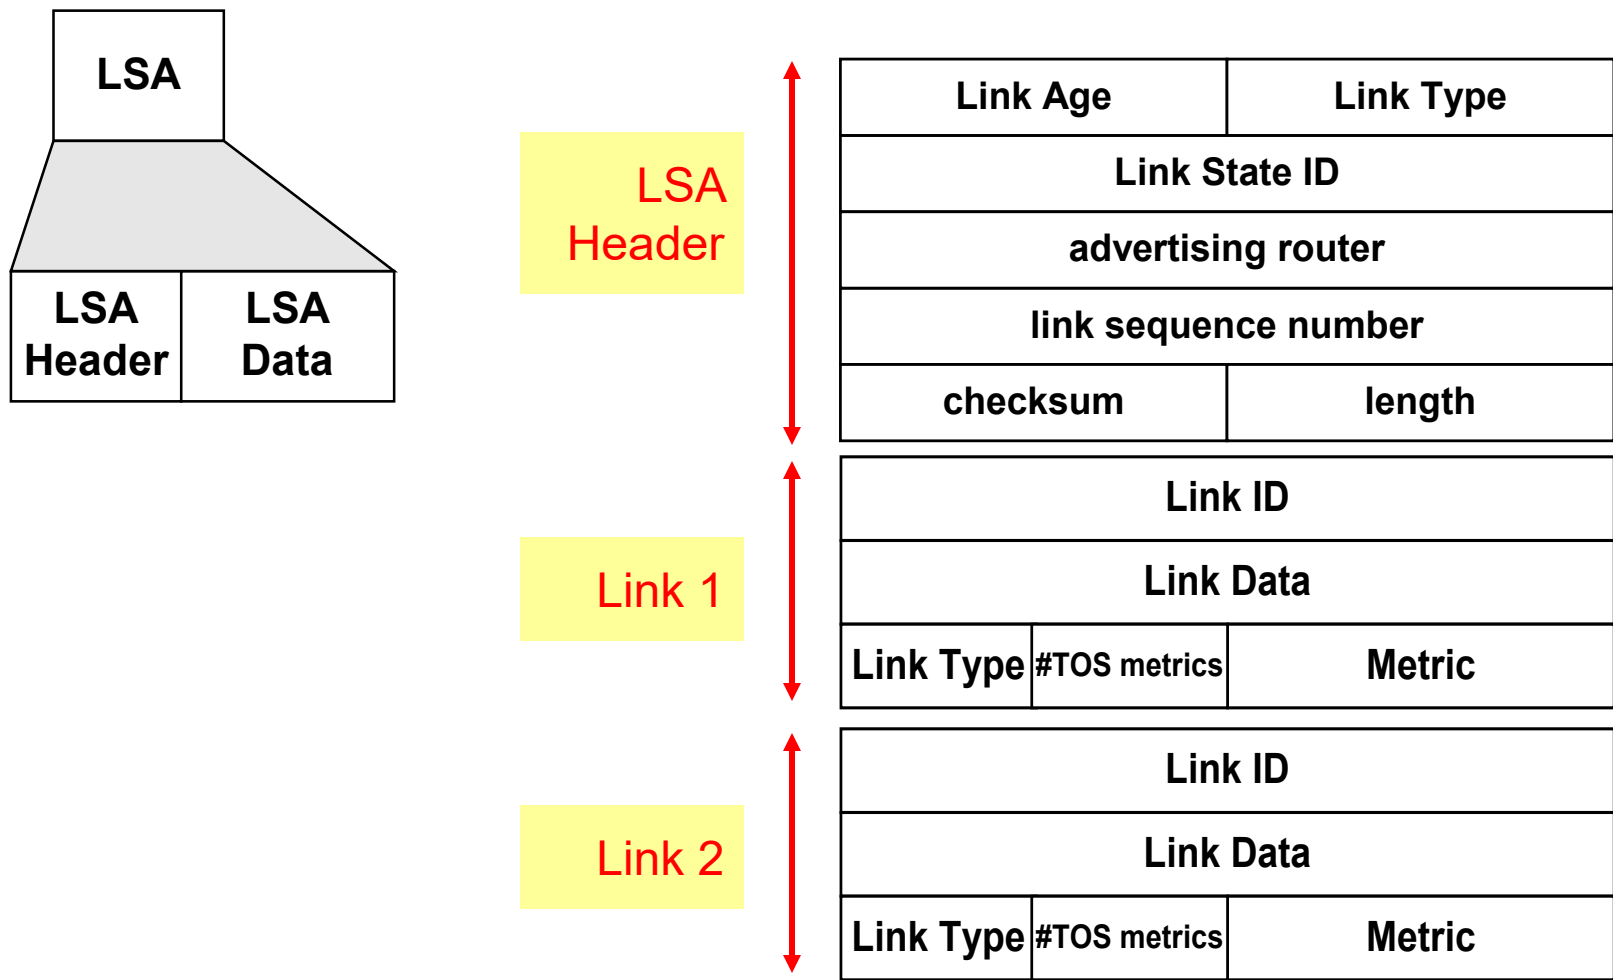 LSA
LSA
Header
LSA
Data
LSA
Header
Link Age
Link Type
Link State ID
advertising router
link sequence number
checksum
length
Link 1
Link ID
Link Data
Link Type
#TOS metrics
Metric
Link 2
Link ID
Link Data
Link Type
#TOS metrics
Metric